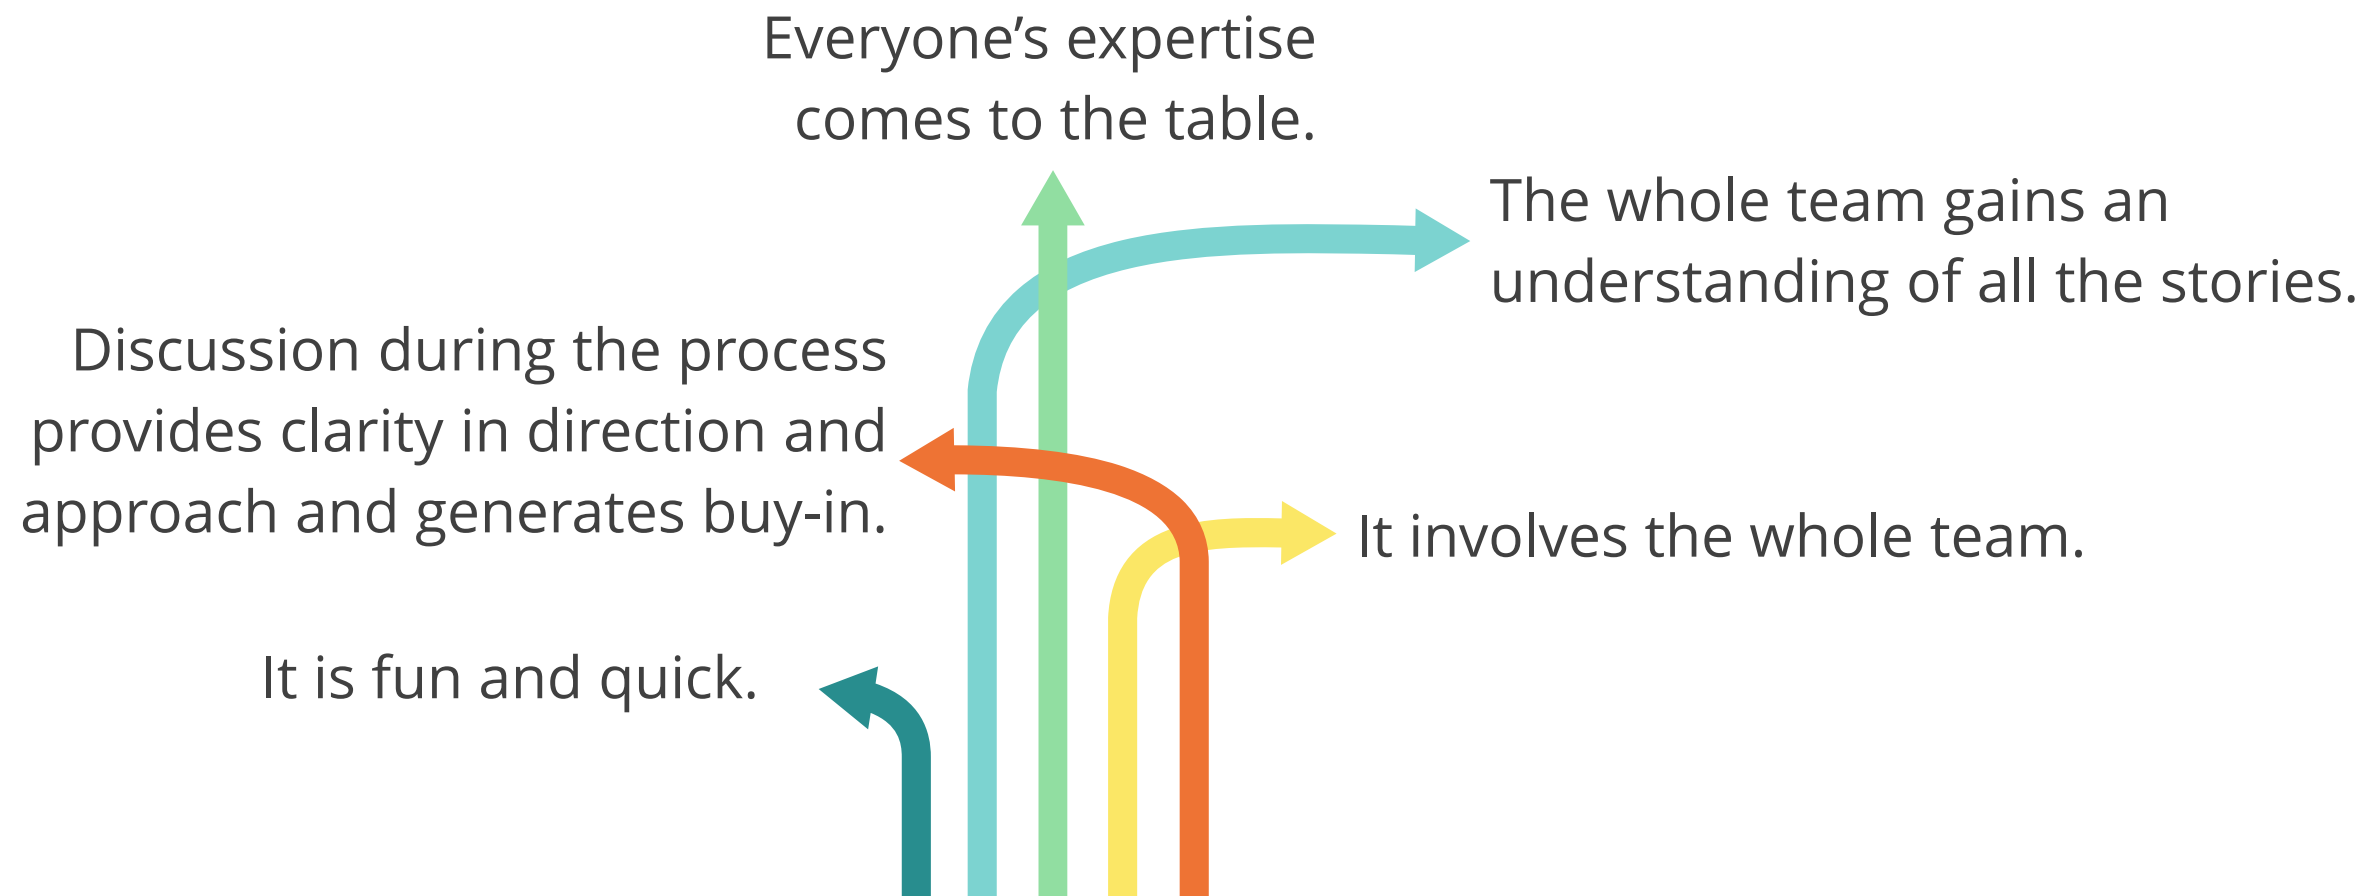 Everyone’s expertise
comes to the table.
The whole team gains an
understanding of all the stories.
Discussion during the process
provides clarity in direction and
approach and generates buy-in.
It involves the whole team.
It is fun and quick.